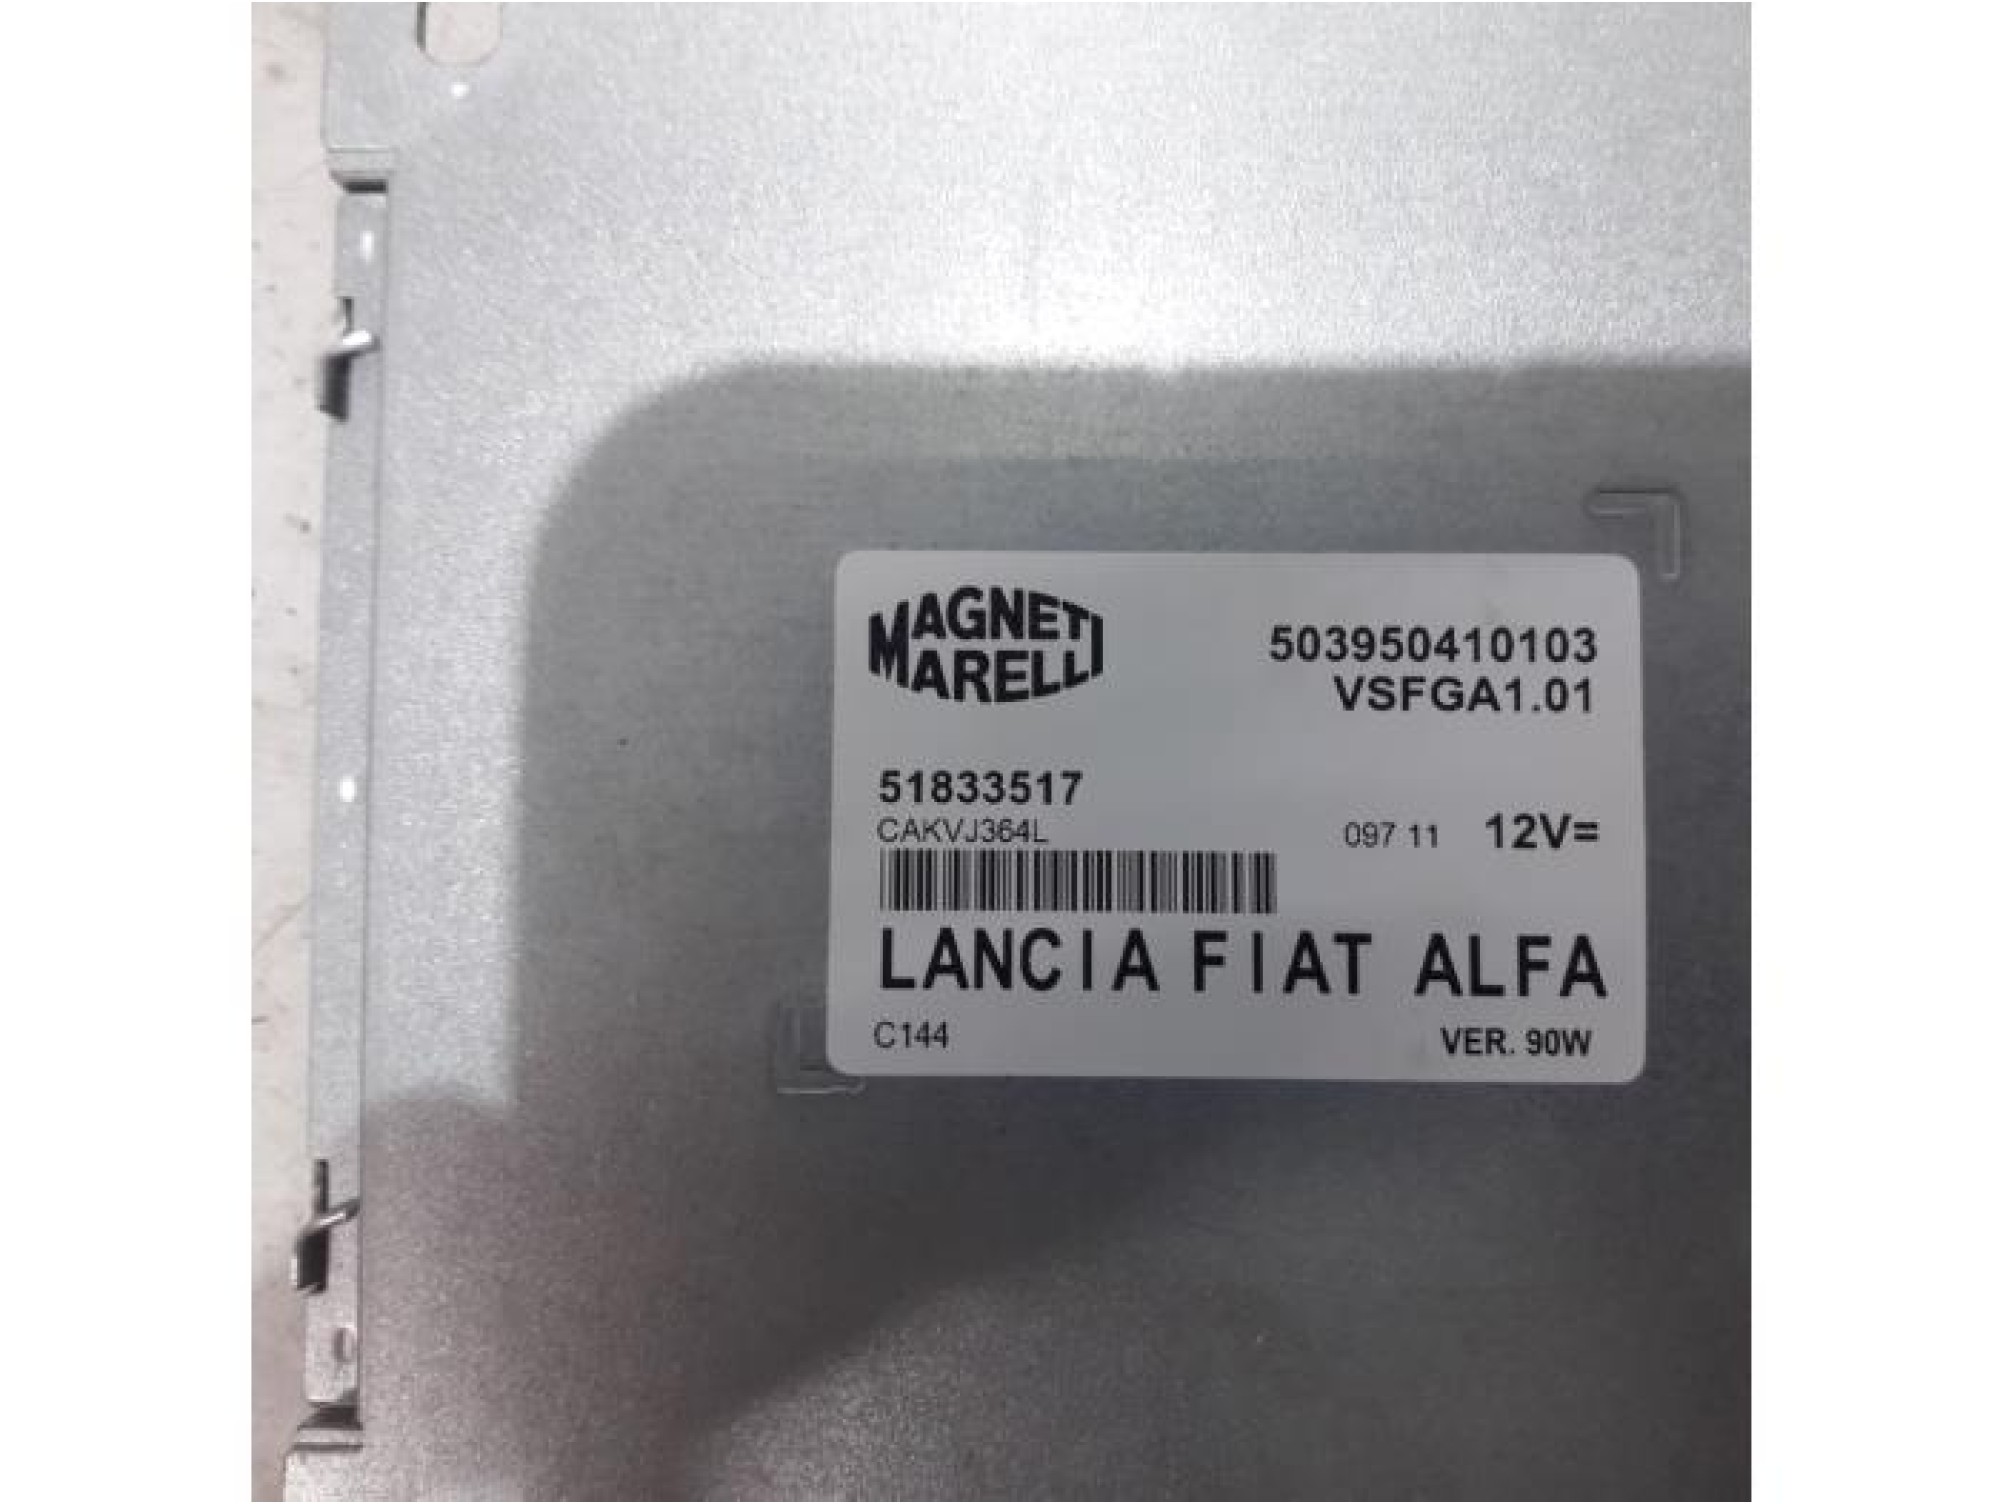 MAGNETI
MARELLI
503950410103
VSFGA1.01
51833517
CAKVJ364L
097 11 12V=
LANCIA FIAT ALFA
C144
VER. 90W